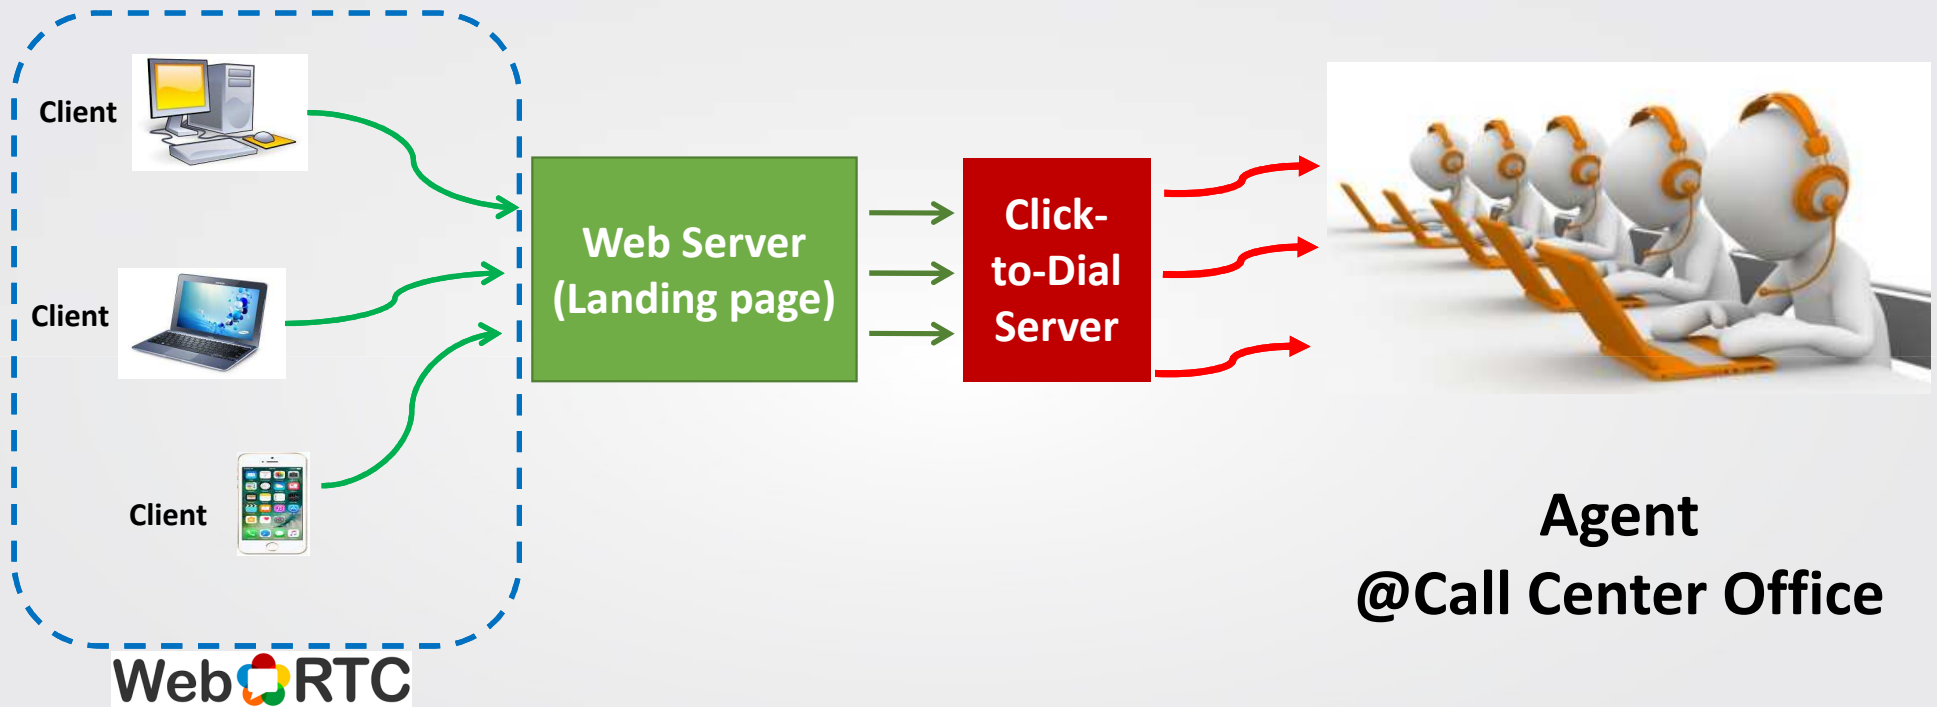 Client
Client
Client
WebRTC
Web Server
(Landing page)
Click-
to-Dial
Server
Agent
@Call Center Office